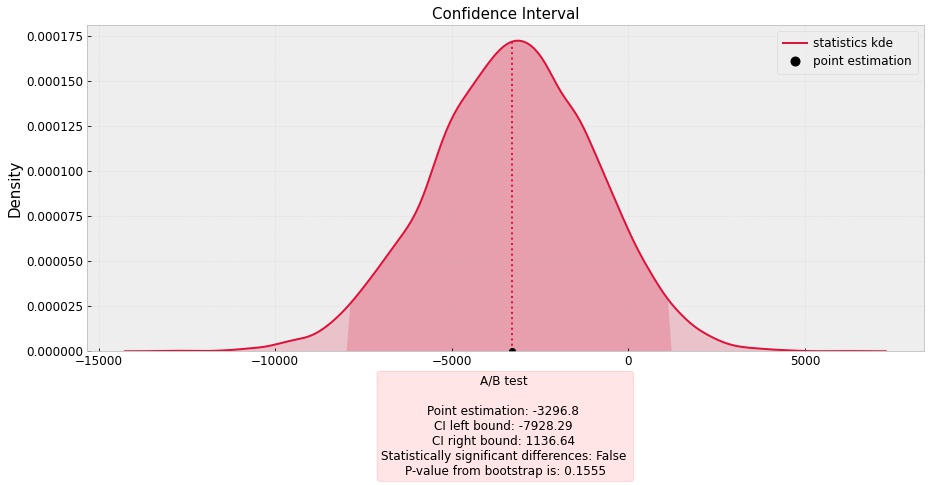 Confidence Interval
statistics kde
point estimation
Density
0.000175
0.000150
0.000125
0.000100
0.000075
0.000050
0.000025
0.000000
−15000
−10000
−5000
0
5000
A/B test
Point estimation: -3296.8
CI left bound: -7928.29
CI right bound: 1136.64
Statistically significant differences: False
P-value from bootstrap is: 0.1555